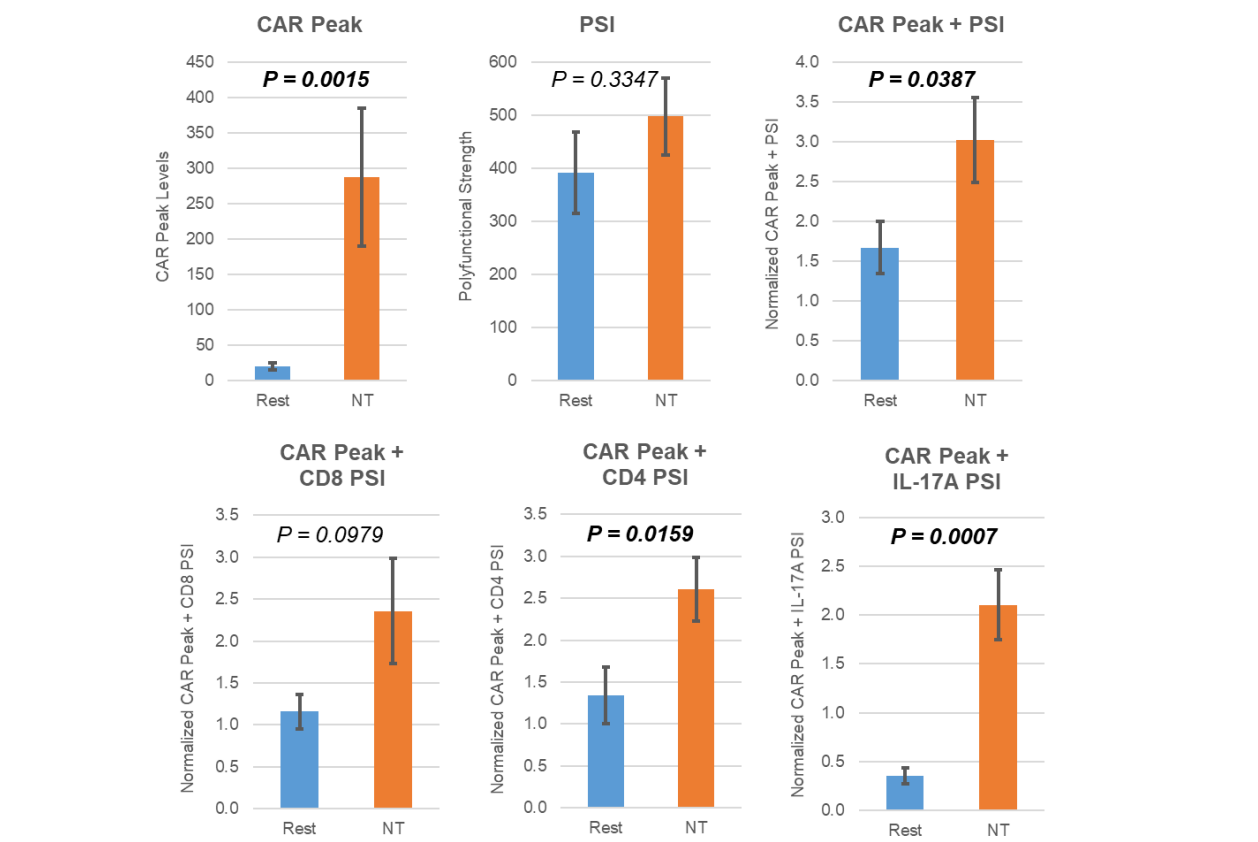 CAR Peak
CAR Peak Levels
450
400
350
300
250
200
150
100
50
0
P = 0.0015
Rest NT
PSI
Polyfunctional Strength
600
500
400
300
200
100
0
P = 0.3347
Rest NT
CAR Peak + PSI
Normalized CAR Peak + PSI
4.0
3.5
3.0
2.5
2.0
1.5
1.0
0.5
0.0
P = 0.0387
Rest NT
CAR Peak +
CD8 PSI
Normalized CAR Peak + CD8 PSI
3.5
3.0
2.5
2.0
1.5
1.0
0.5
0.0
P = 0.0979
Rest NT
CAR Peak +
CD4 PSI
Normalized CAR Peak + CD4 PSI
3.5
3.0
2.5
2.0
1.5
1.0
0.5
0.0
P = 0.0159
Rest NT
CAR Peak +
IL-17A PSI
Normalized CAR Peak + IL-17A PSI
3.0
2.5
2.0
1.5
1.0
0.5
0.0
P = 0.0007
Rest NT